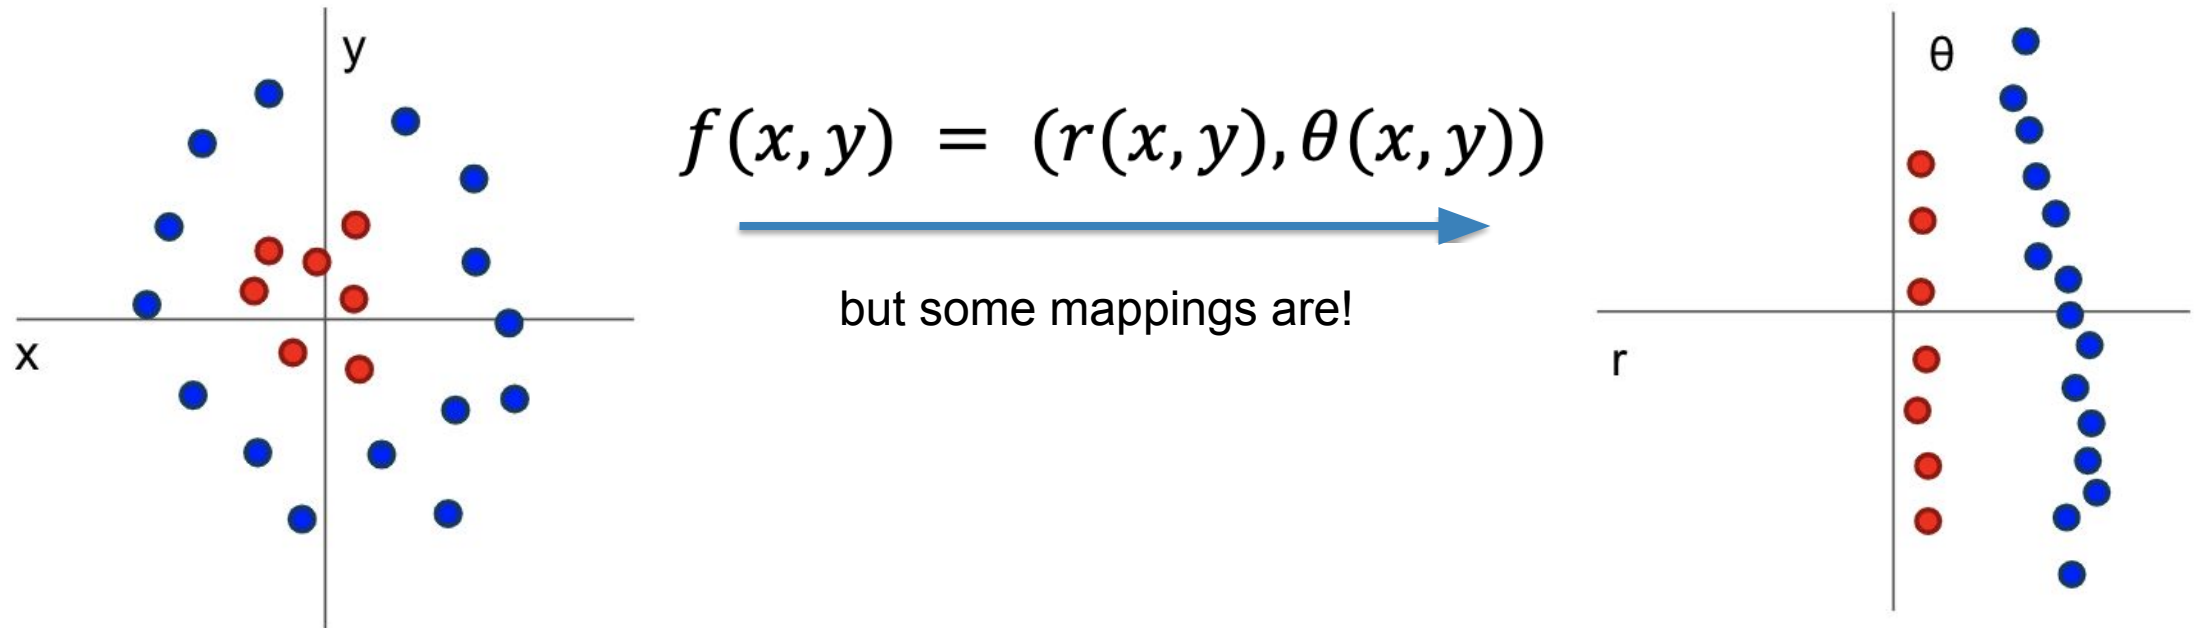 y
x
f(x, y) = (r(x, y), θ(x, y))
but some mappings are!
θ
r